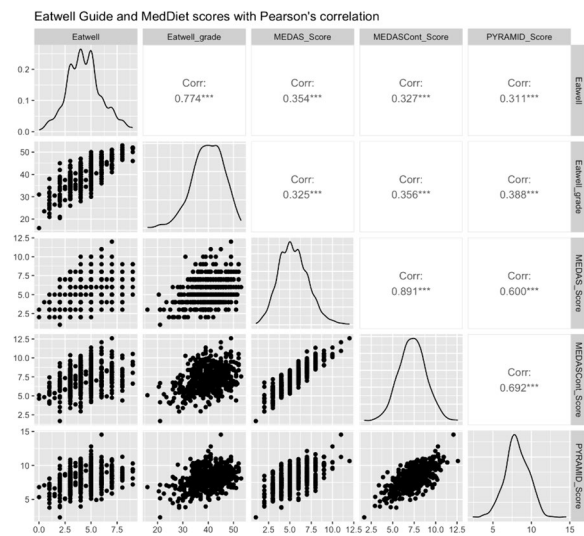 Eatwell Guide and MedDiet scores with Pearson's correlation
Eatwell Eatwell_grade MEDAS_Score MEDASCont_Score PYRAMID_Score
0.2
0.1
0.0
Corr:
0.774***
Corr:
0.354***
Corr:
0.327***
Corr:
0.311***
Eatwell
50
40
30
20
Corr:
0.325***
Corr:
0.356***
Corr:
0.388***
Eatwell_grade
12.5
10.0
7.5
5.0
2.5
Corr:
0.891***
Corr:
0.600***
MEDAS_Score
12.5
10.0
7.5
5.0
2.5
Corr:
0.692***
MEDASCont_Score
15
10
5
PYRAMID_Score
0.0 2.5 5.0 7.5 20 30 40 50 2.5 5.0 7.5 10.0 12.5 2.5 5.0 7.5 10.0 12.5 5 10 15